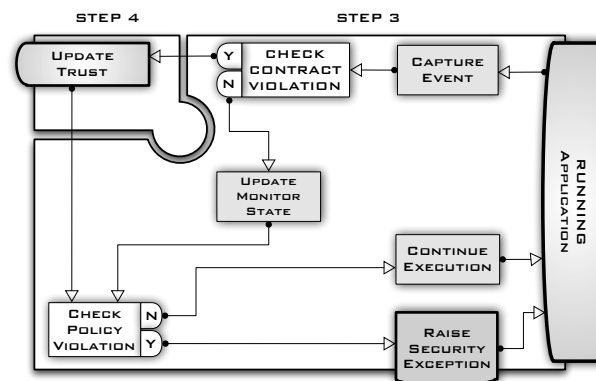 STEP 4
STEP 3
UPDATE
TRUST
Y
N
CHECK
CONTRACT
VIOLATION
CAPTURE
EVENT
RUNNING
APPLICATION
UPDATE
MONITOR
STATE
CONTINUE
EXECUTION
CHECK
POLICY
VIOLATION
N
Y
RAISE
SECURITY
EXCEPTION